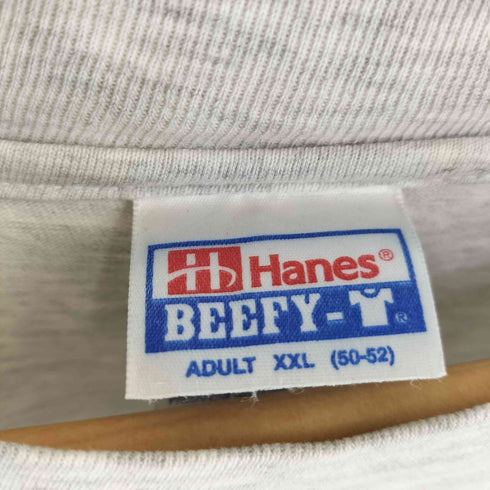 Hanes®
BEEFY-T®
ADULT XXL (50-52)